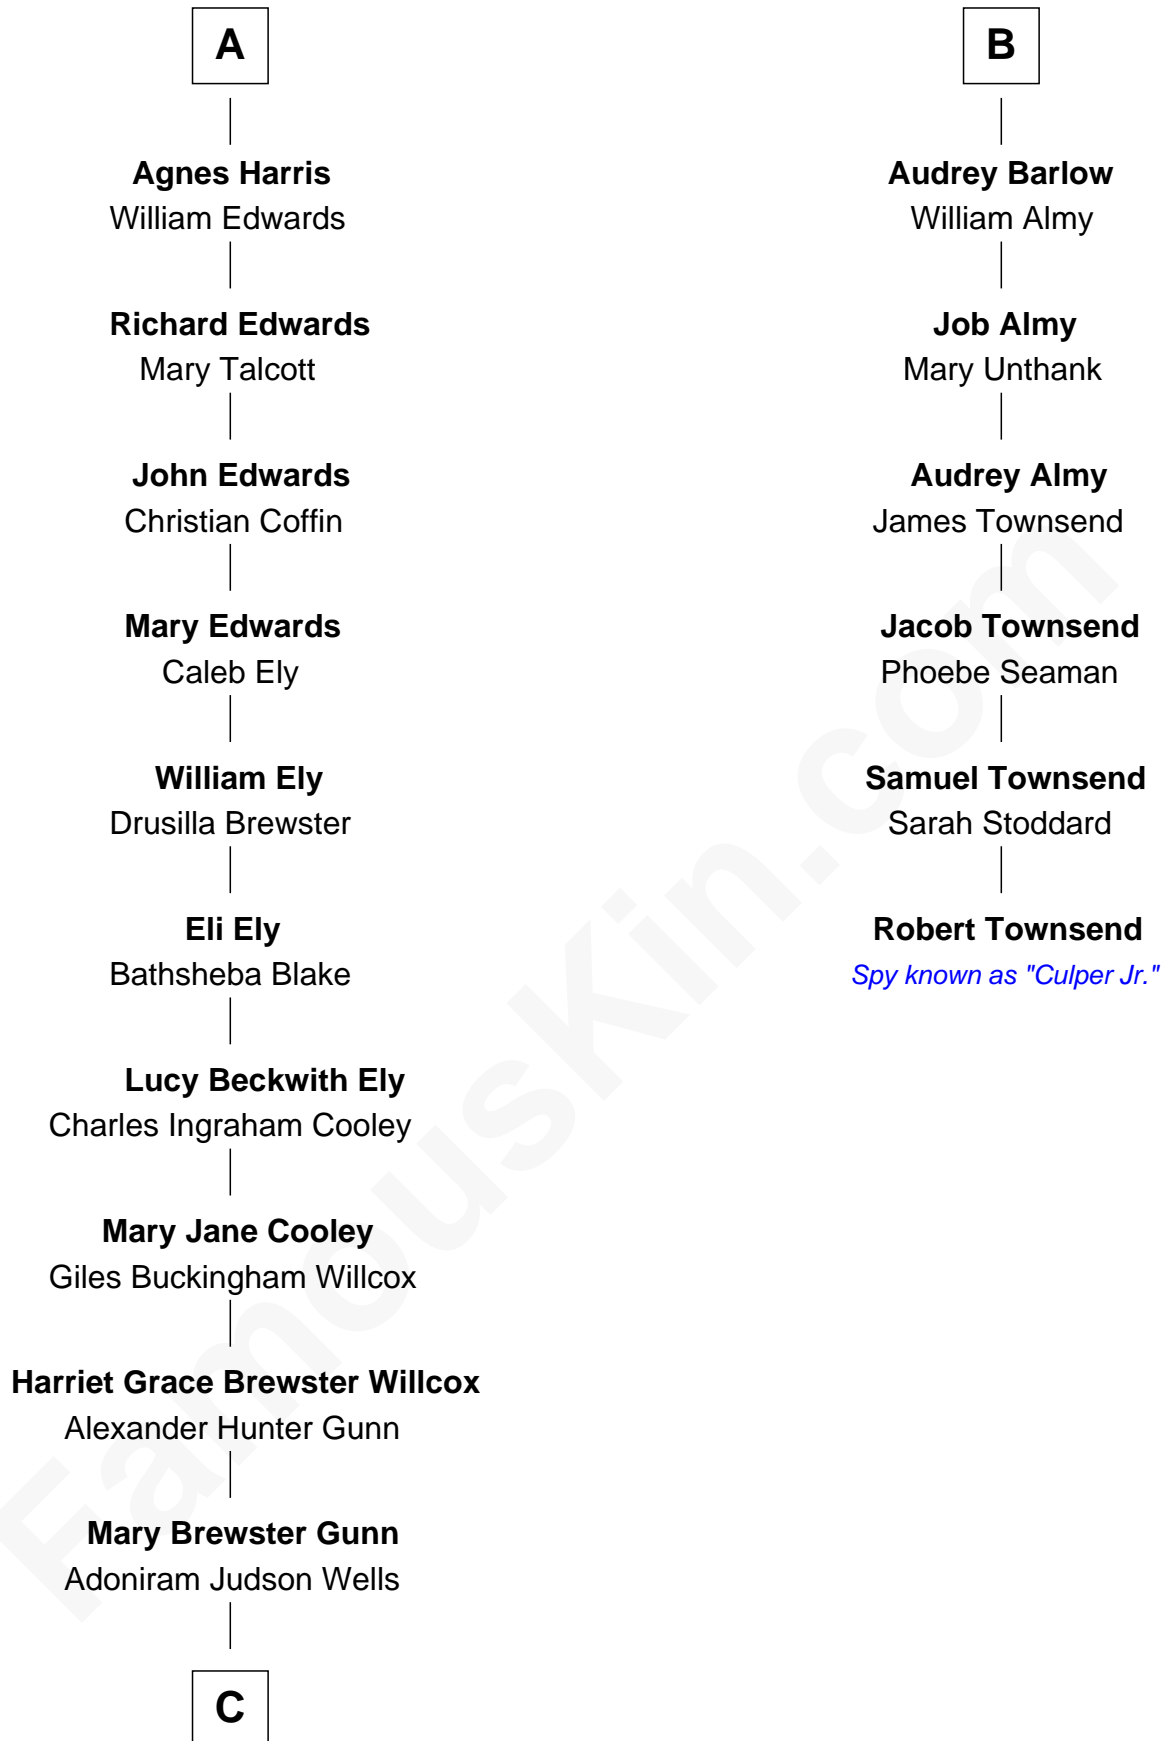 A
Agnes Harris
William Edwards
Richard Edwards
Mary Talcott
John Edwards
Christian Coffin
Mary Edwards
Caleb Ely
William Ely
Drusilla Brewster
Eli Ely
Bathsheba Blake
Lucy Beckwith Ely
Charles Ingraham Cooley
Mary Jane Cooley
Giles Buckingham Willcox
Harriet Grace Brewster Willcox
Alexander Hunter Gunn
Mary Brewster Gunn
Adoniram Judson Wells
C
B
Audrey Barlow
William Almy
Job Almy
Mary Unthank
Audrey Almy
James Townsend
Jacob Townsend
Phoebe Seaman
Samuel Townsend
Sarah Stoddard
Robert Townsend
Spy known as "Culper Jr."
FamousKin.com